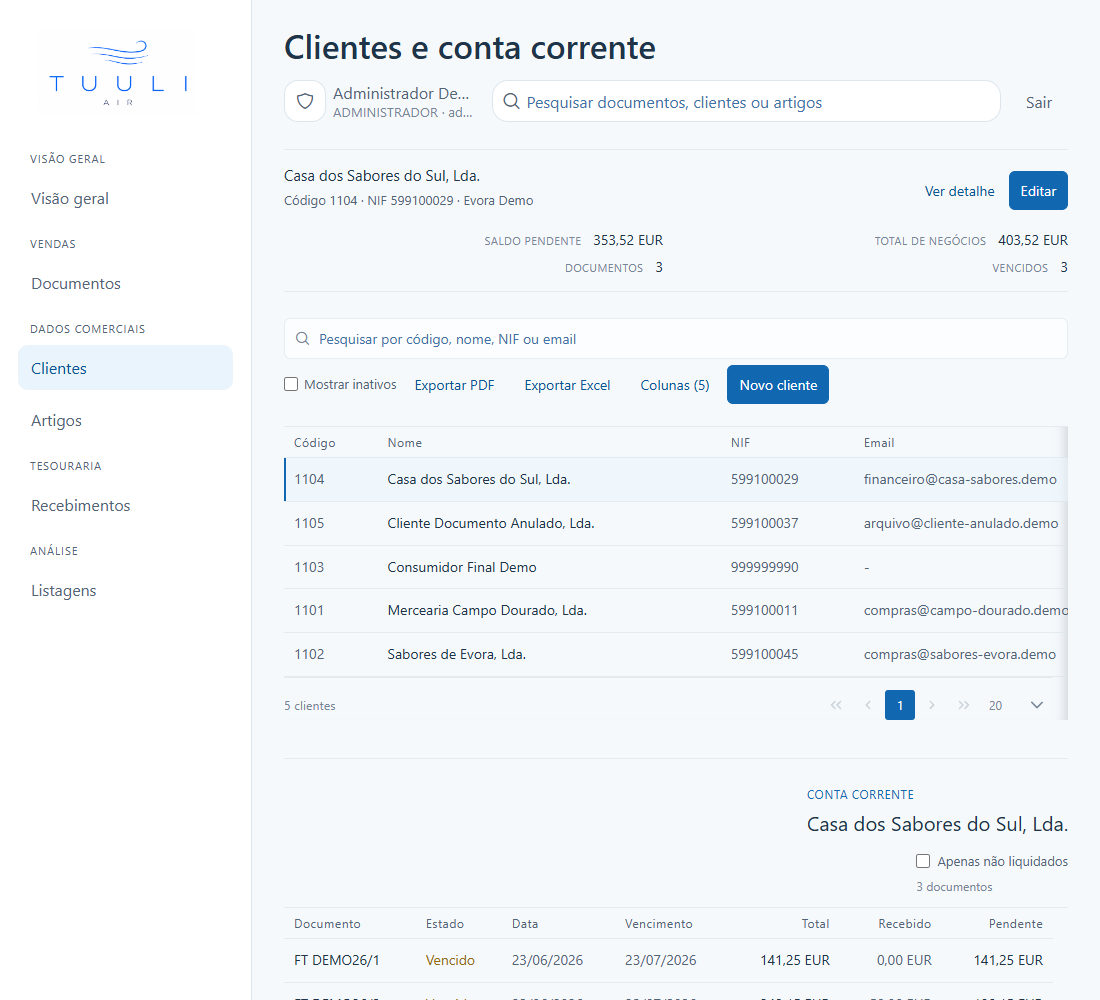 TUULI
AIR
VISÃO GERAL
Visão geral
VENDAS
Documentos
DADOS COMERCIAIS
Clientes
Artigos
TESOURARIA
Recebimentos
ANÁLISE
Listagens
Clientes e conta corrente
Administrador De...
ADMINISTRADOR · ad...
Pesquisar documentos, clientes ou artigos
Sair
Casa dos Sabores do Sul, Lda.
Código 1104 · NIF 599100029 · Evora Demo
Ver detalhe
Editar
SALDO PENDENTE 353,52 EUR
TOTAL DE NEGÓCIOS 403,52 EUR
DOCUMENTOS 3
VENCIDOS 3
Pesquisar por código, nome, NIF ou email
Mostrar inativos Exportar PDF Exportar Excel Colunas (5) Novo cliente
Código Nome NIF Email
1104 Casa dos Sabores do Sul, Lda. 599100029 financeiro@casa-sabores.demo
1105 Cliente Documento Anulado, Lda. 599100037 arquivo@cliente-anulado.demo
1103 Consumidor Final Demo 999999990 -
1101 Mercearia Campo Dourado, Lda. 599100011 compras@campo-dourado.demo
1102 Sabores de Evora, Lda. 599100045 compras@sabores-evora.demo
5 clientes « ‹ 1 › » 20
CONTA CORRENTE
Casa dos Sabores do Sul, Lda.
Apenas não liquidados
3 documentos
Documento Estado Data Vencimento Total Recebido Pendente
FT DEMO26/1 Vencido 23/06/2026 23/07/2026 141,25 EUR 0,00 EUR 141,25 EUR